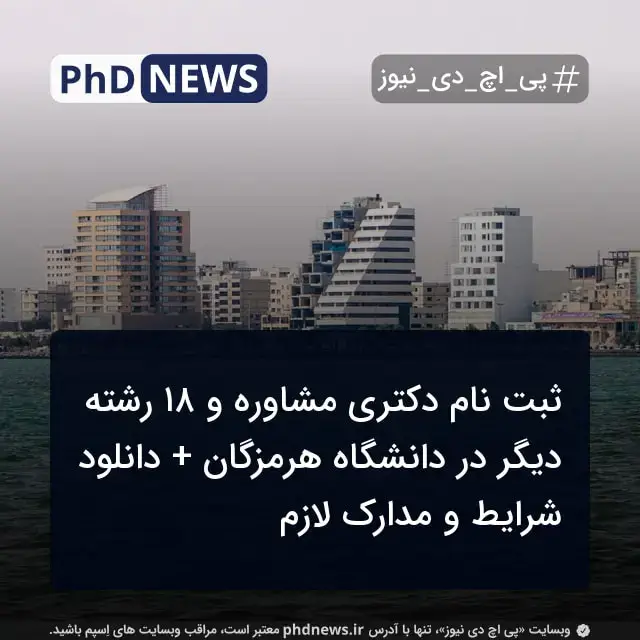 PhD NEWS
#پی_اچ_دی_نیوز
ثبت نام دکتری مشاوره و ۱۸ رشته
دیگر در دانشگاه هرمزگان + دانلود
شرایط و مدارک لازم
وبسایت «پی اچ دی نیوز»، تنها با آدرس phdnews.ir معتبر است، مراقب وبسایت های اِسپم باشید.